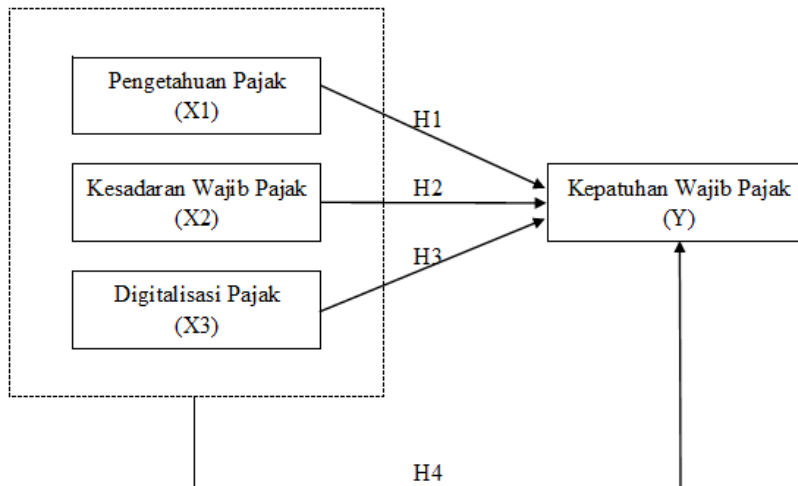 Pengetahuan Pajak
(X1)
H1
Kesadaran Wajib Pajak
(X2)
H2
Kepatuhan Wajib Pajak
(Y)
H3
Digitalisasi Pajak
(X3)
H4